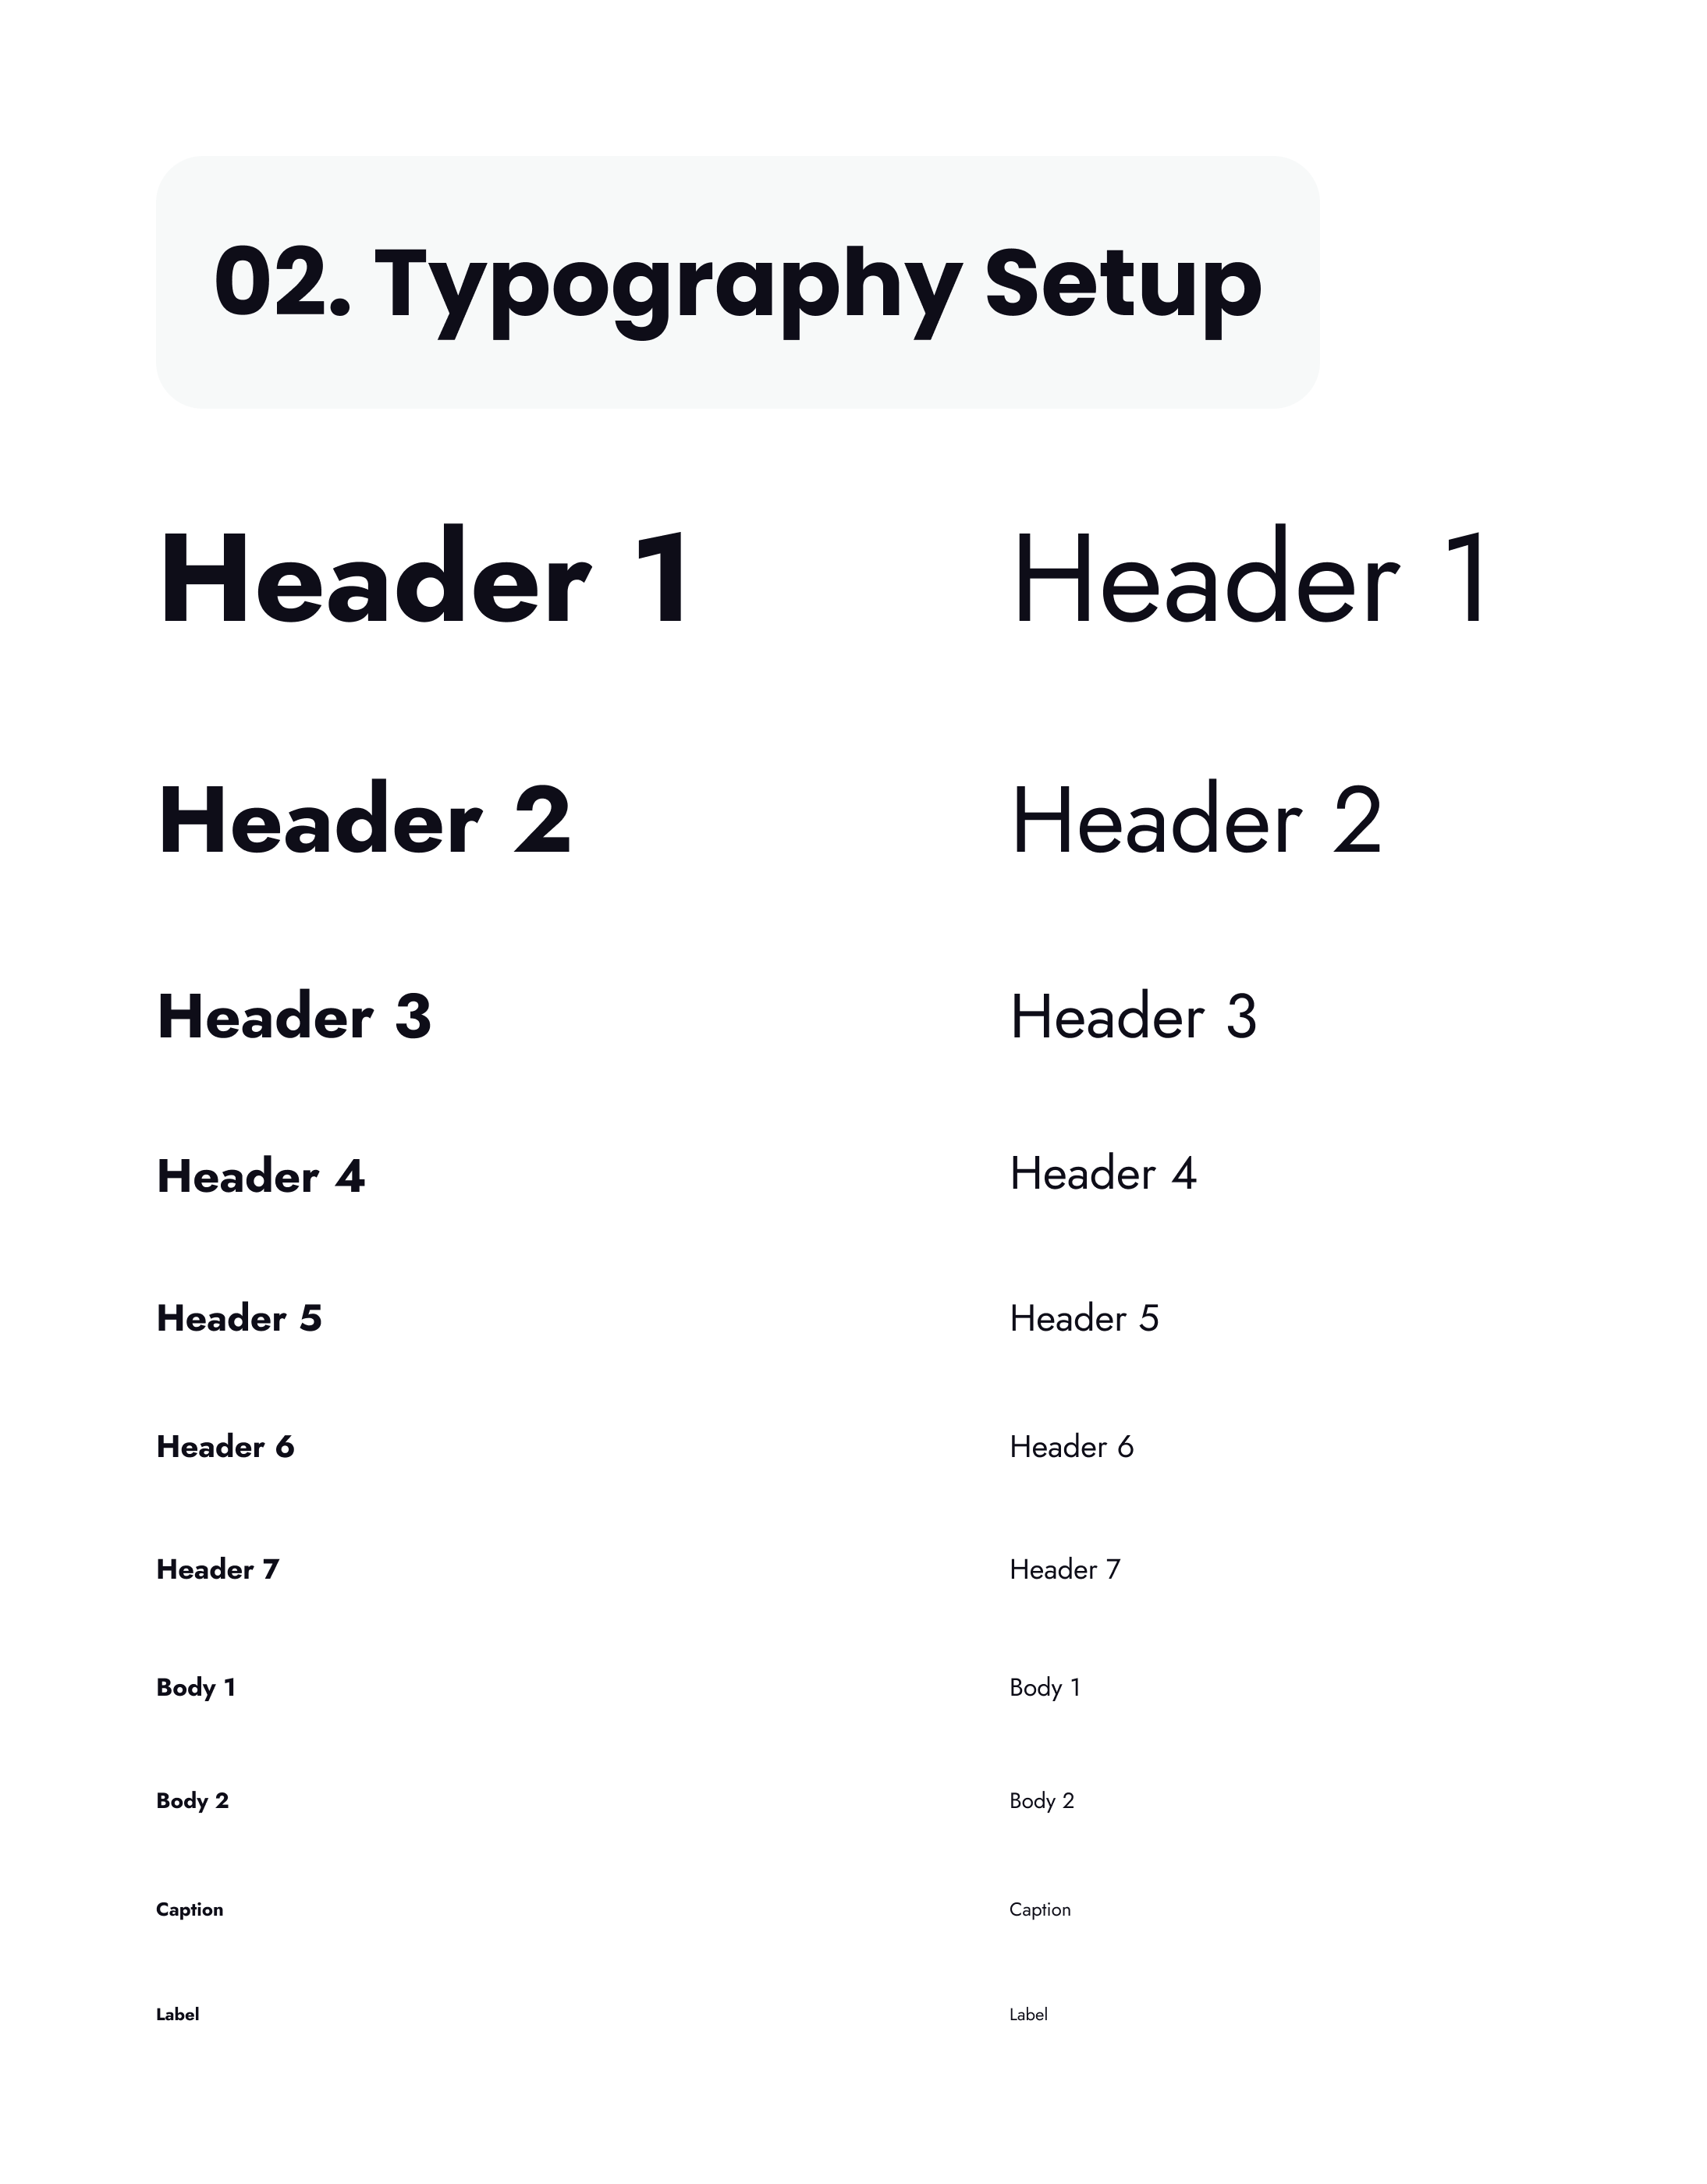 02. Typography Setup
Header 1 Header 1
Header 2 Header 2
Header 3 Header 3
Header 4 Header 4
Header 5 Header 5
Header 6 Header 6
Header 7 Header 7
Body 1 Body 1
Body 2 Body 2
Caption Caption
Label Label